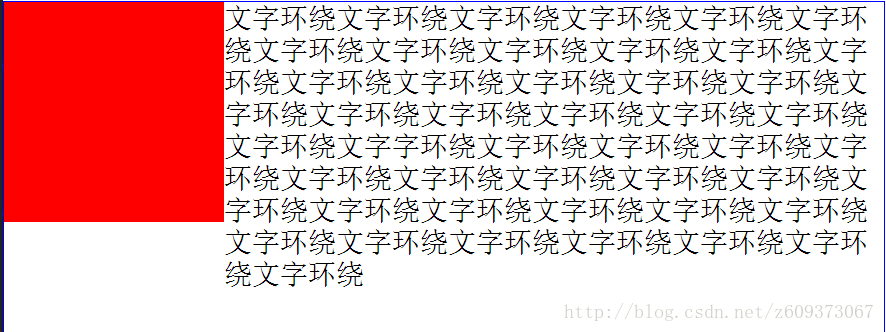 文字环绕文字环绕文字环绕文字环绕文字环绕文字环
绕文字环绕文字环绕文字环绕文字环绕文字环绕文字
环绕文字环绕文字环绕文字环绕文字环绕文字环绕文
字环绕文字环绕文字环绕文字环绕文字环绕文字环绕
文字环绕文字字环绕文字环绕文字环绕文字环绕文字
环绕文字环绕文字环绕文字环绕文字环绕文字环绕文
字环绕文字环绕文字环绕文字环绕文字环绕文字环绕
文字环绕文字环绕文字环绕文字环绕文字环绕文字环
绕文字环绕
http://blog.csdn.net/z609373067